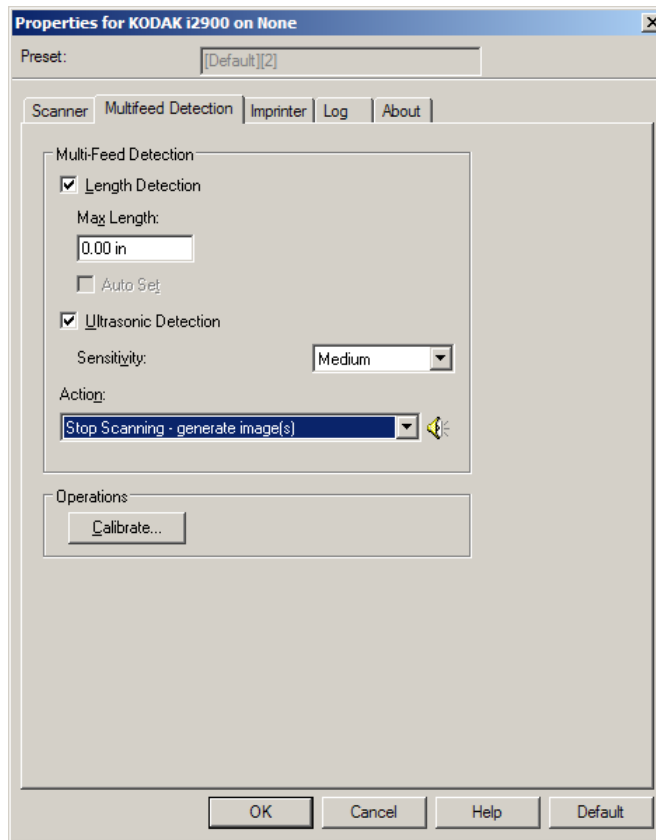 Properties for KODAK i2900 on None
Preset: [Default][2]
Scanner Multifeed Detection Imprinter Log About
Multi-Feed Detection
Length Detection
Max Length:
0.00 in
Auto Set
Ultrasonic Detection
Sensitivity: Medium
Action:
Stop Scanning - generate image(s)
Operations
Calibrate...
OK Cancel Help Default